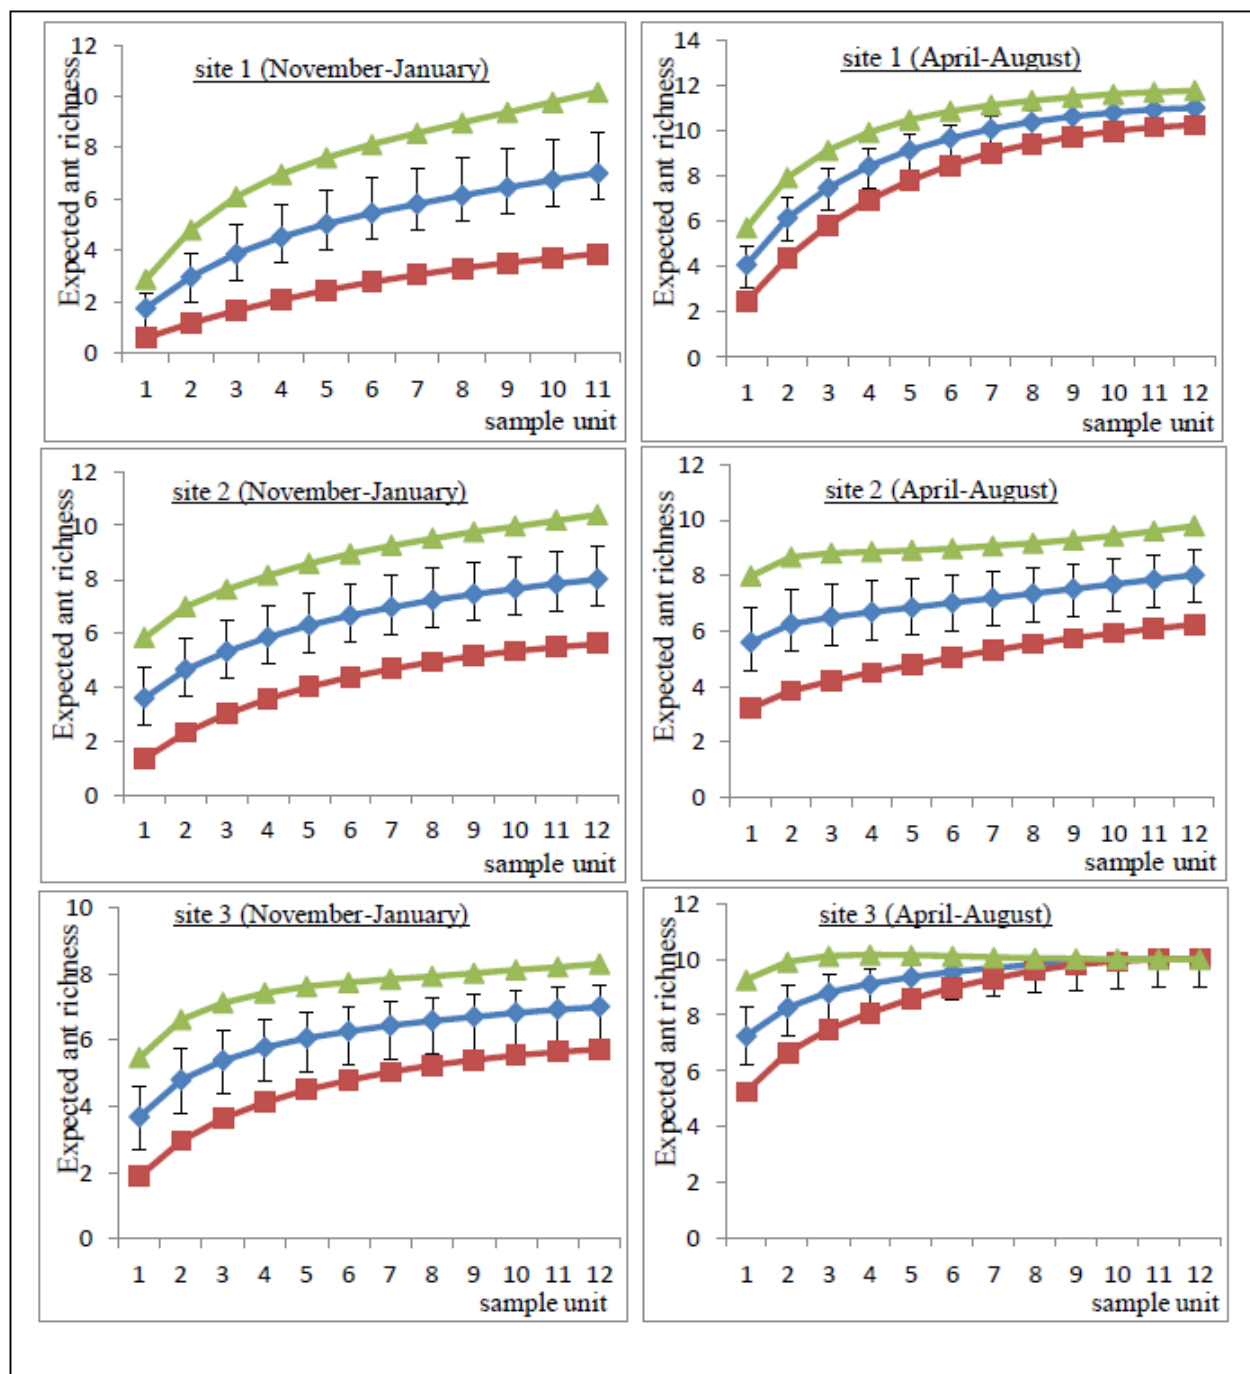 site 1 (November-January)
Expected ant richness
12
10
8
6
4
2
0
1 2 3 4 5 6 7 8 9 10 11
sample unit
site 1 (April-August)
Expected ant richness
14
12
10
8
6
4
2
0
1 2 3 4 5 6 7 8 9 10 11 12
sample unit
site 2 (November-January)
Expected ant richness
12
10
8
6
4
2
0
1 2 3 4 5 6 7 8 9 10 11 12
sample unit
site 2 (April-August)
Expected ant richness
12
10
8
6
4
2
0
1 2 3 4 5 6 7 8 9 10 11 12
sample unit
site 3 (November-January)
Expected ant richness
10
8
6
4
2
0
1 2 3 4 5 6 7 8 9 10 11 12
sample unit
site 3 (April-August)
Expected ant richness
12
10
8
6
4
2
0
1 2 3 4 5 6 7 8 9 10 11 12
sample unit